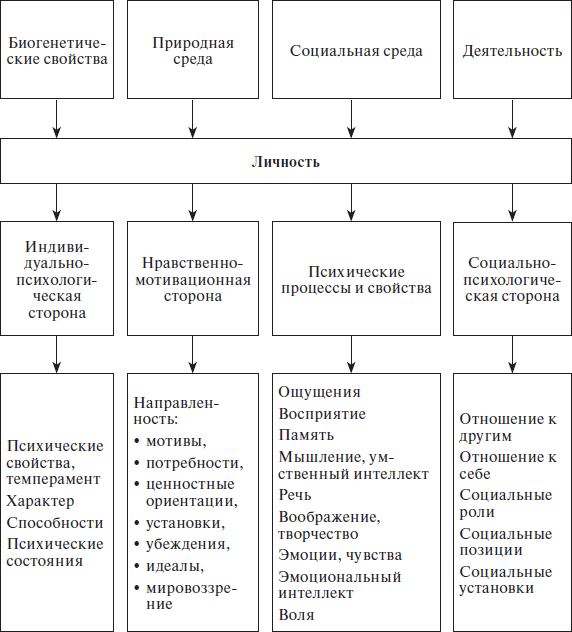 Биогенетиче-
ские свойства
Природная
среда
Социальная среда
Деятельность
Личность
Индиви-
дуально-
психологи-
ческая
сторона
Нравственно-
мотивационная
сторона
Психические
процессы и свойства
Социально-
психологиче-
ская сторона
Психические
свойства,
темперамент
Характер
Способности
Психические
состояния
Направлен-
ность:
• мотивы,
• потребности,
• ценностные
ориентации,
• установки,
• убеждения,
• идеалы,
• мировоззре-
ние
Ощущения
Восприятие
Память
Мышление, ум-
ственный интеллект
Речь
Воображение,
творчество
Эмоции, чувства
Эмоциональный
интеллект
Воля
Отношение к
другим
Отношение к
себе
Социальные
роли
Социальные
позиции
Социальные
установки